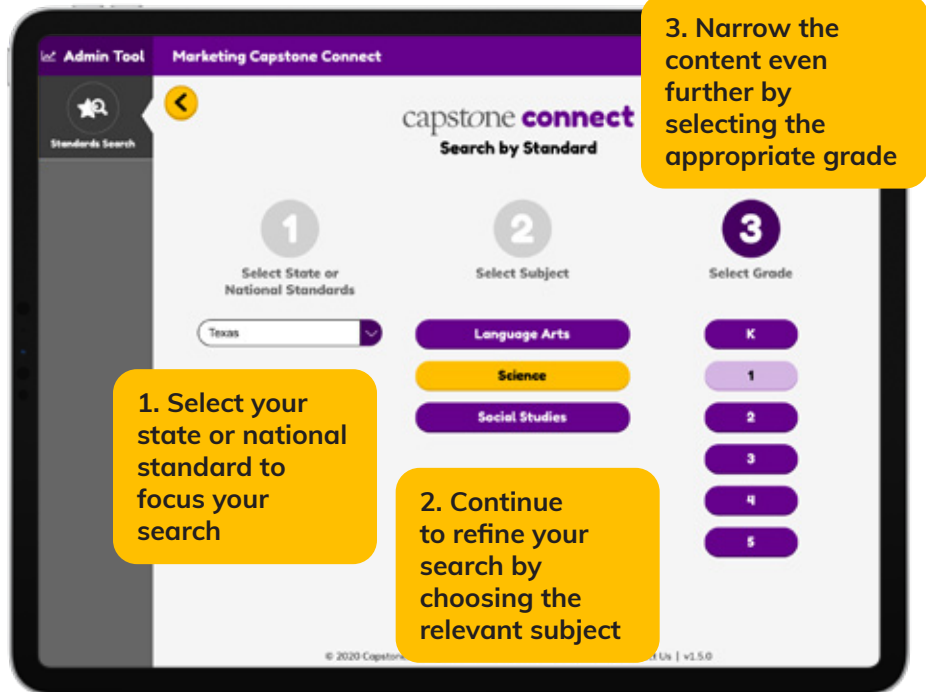 Admin Tool
Marketing Capstone Connect
Standards Search
capstone connect
Search by Standard
1
Select State or
National Standards
Texas
2
Select Subject
Language Arts
Science
Social Studies
3
Select Grade
K
1
2
3
4
5
1. Select your
state or national
standard to
focus your
search
2. Continue
to refine your
search by
choosing the
relevant subject
3. Narrow the
content even
further by
selecting the
appropriate grade
© 2020 Us | v1.5.0